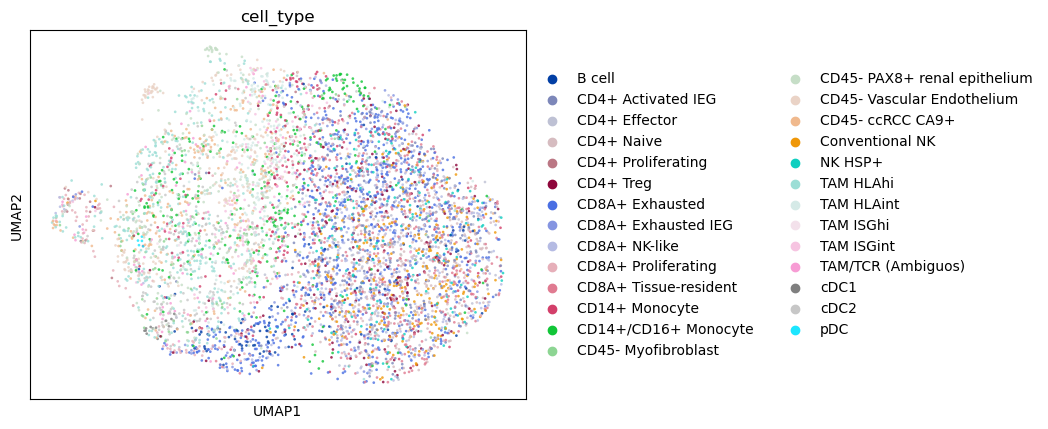 cell_type
UMAP2
UMAP1
B cell
CD4+ Activated IEG
CD4+ Effector
CD4+ Naive
CD4+ Proliferating
CD4+ Treg
CD8A+ Exhausted
CD8A+ Exhausted IEG
CD8A+ NK-like
CD8A+ Proliferating
CD8A+ Tissue-resident
CD14+ Monocyte
CD14+/CD16+ Monocyte
CD45- Myofibroblast
CD45- PAX8+ renal epithelium
CD45- Vascular Endothelium
CD45- ccRCC CA9+
Conventional NK
NK HSP+
TAM HLAhi
TAM HLAint
TAM ISGhi
TAM ISGint
TAM/TCR (Ambiguos)
cDC1
cDC2
pDC